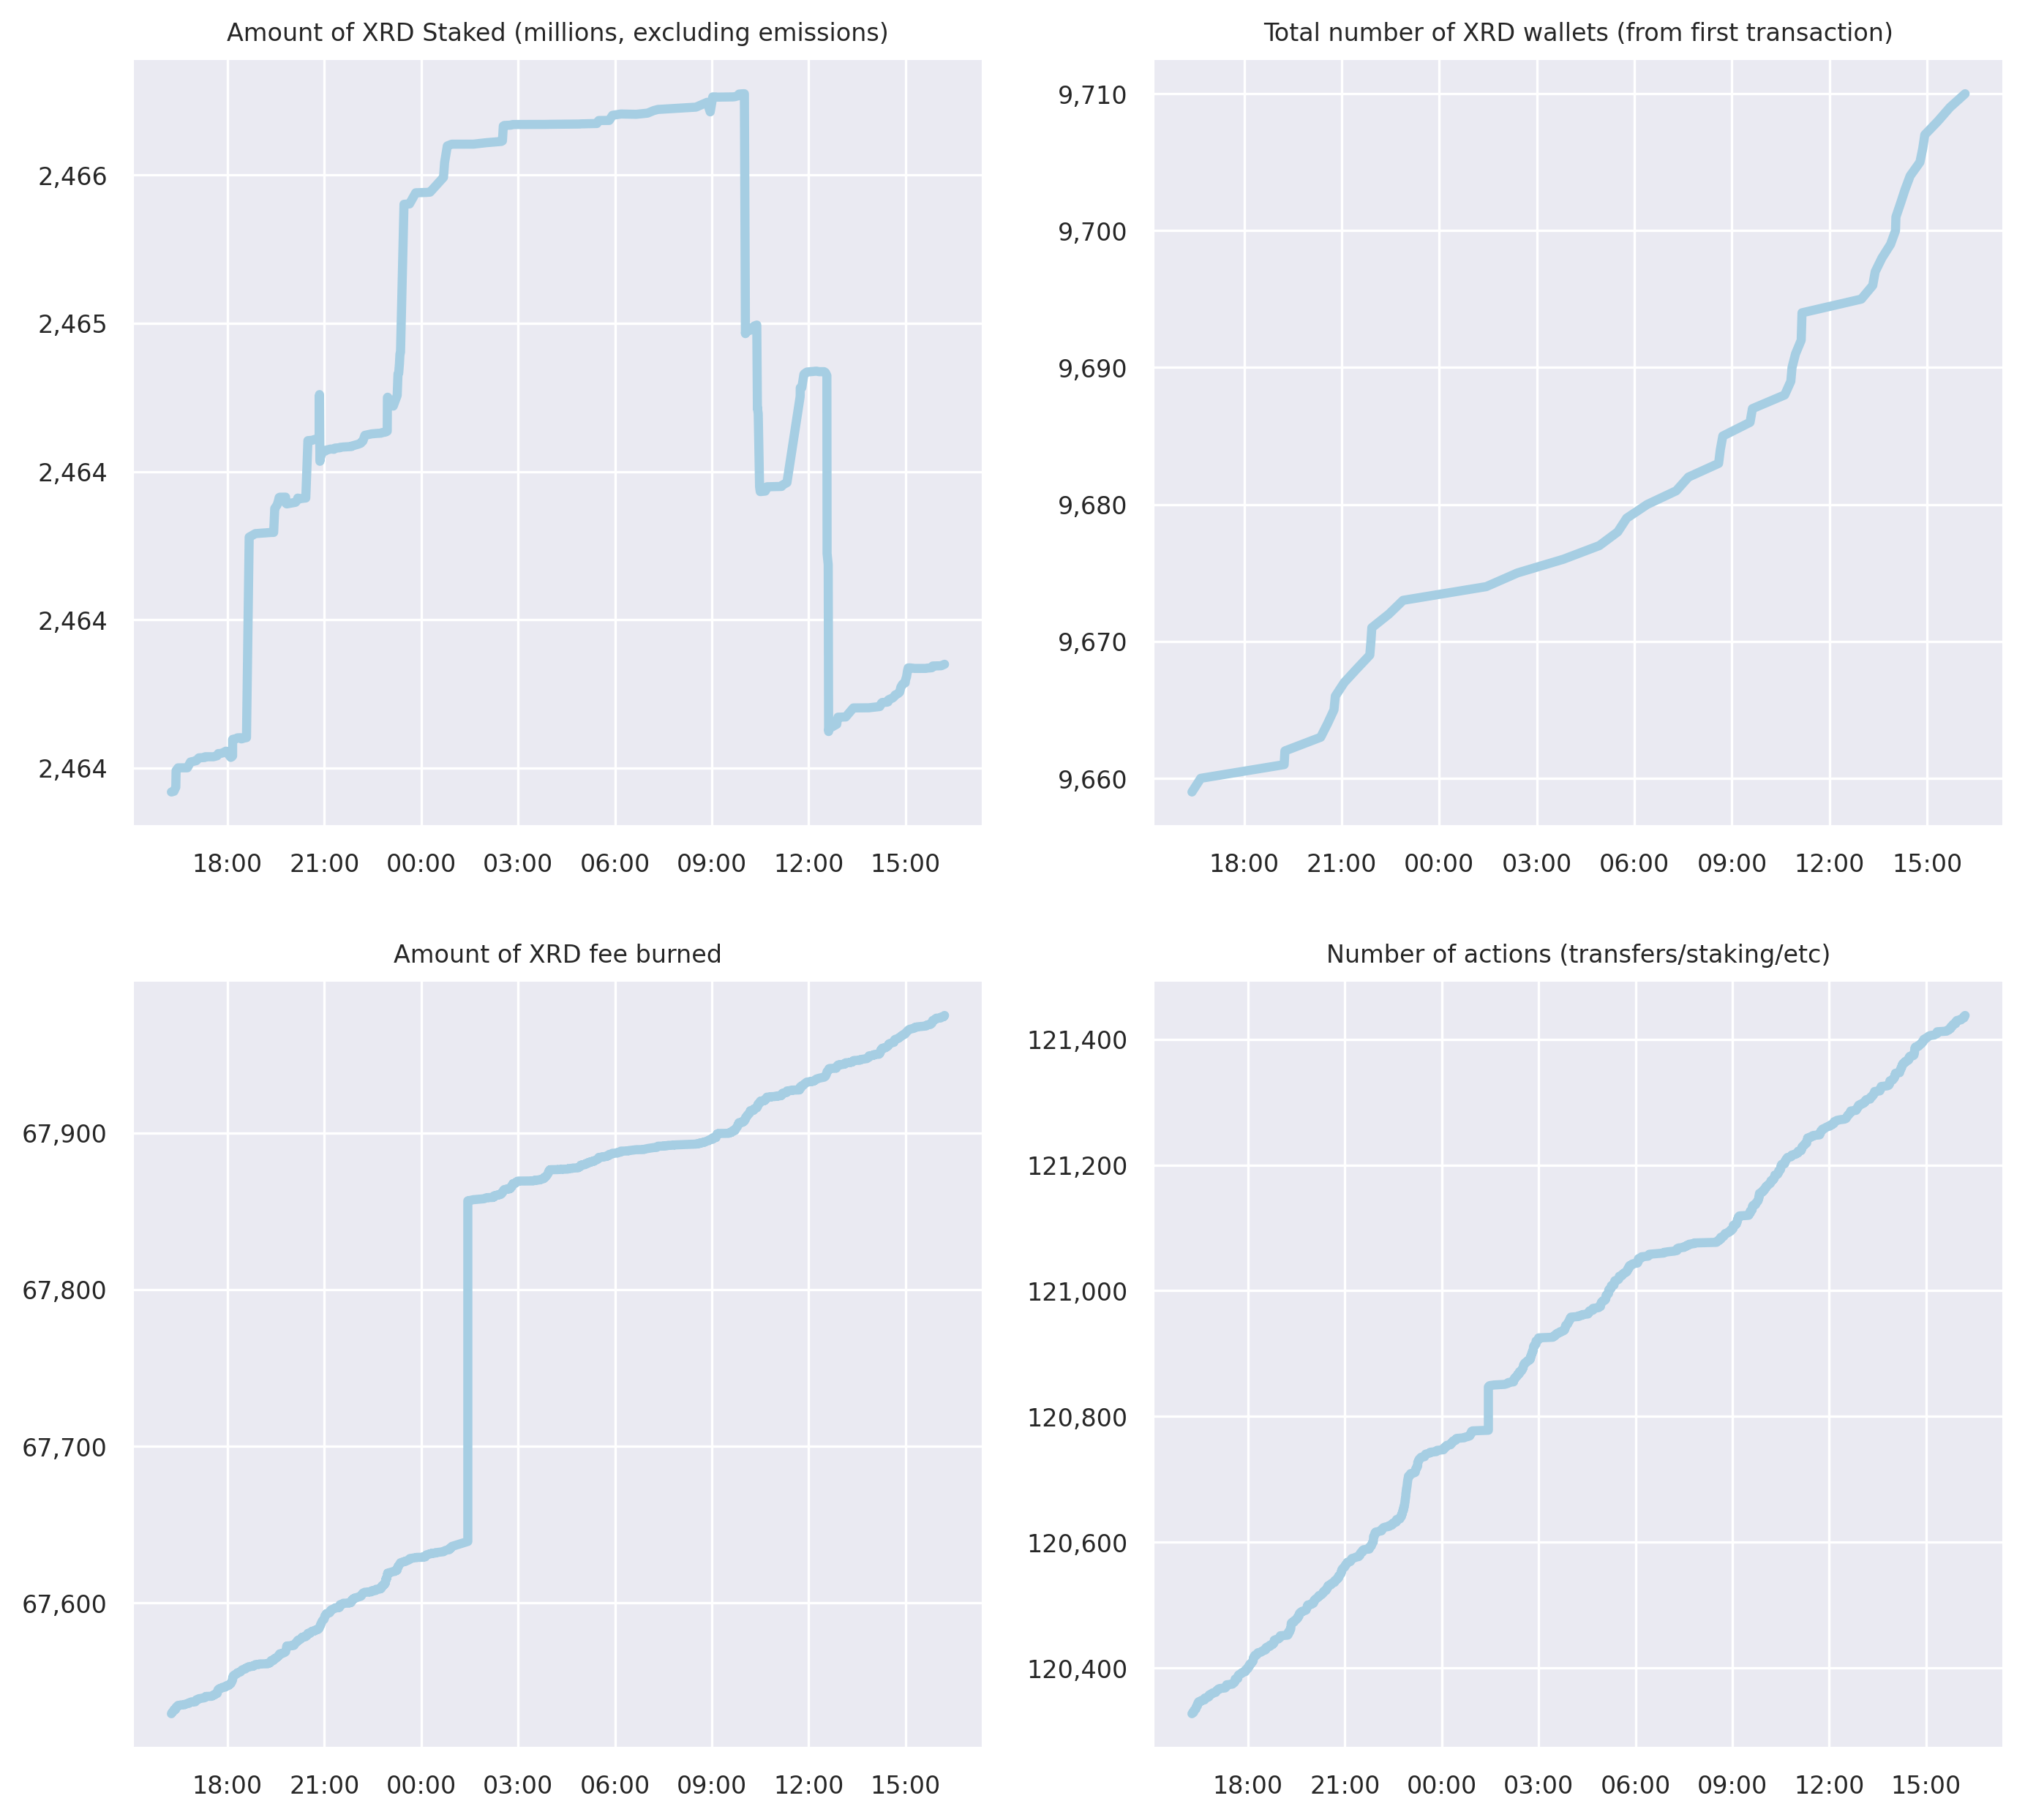 Amount of XRD Staked (millions, excluding emissions)
2,466
2,465
2,464
2,464
2,464
18:00 21:00 00:00 03:00 06:00 09:00 12:00 15:00
Total number of XRD wallets (from first transaction)
9,710
9,700
9,690
9,680
9,670
9,660
18:00 21:00 00:00 03:00 06:00 09:00 12:00 15:00
Amount of XRD fee burned
67,900
67,800
67,700
67,600
18:00 21:00 00:00 03:00 06:00 09:00 12:00 15:00
Number of actions (transfers/staking/etc)
121,400
121,200
121,000
120,800
120,600
120,400
18:00 21:00 00:00 03:00 06:00 09:00 12:00 15:00